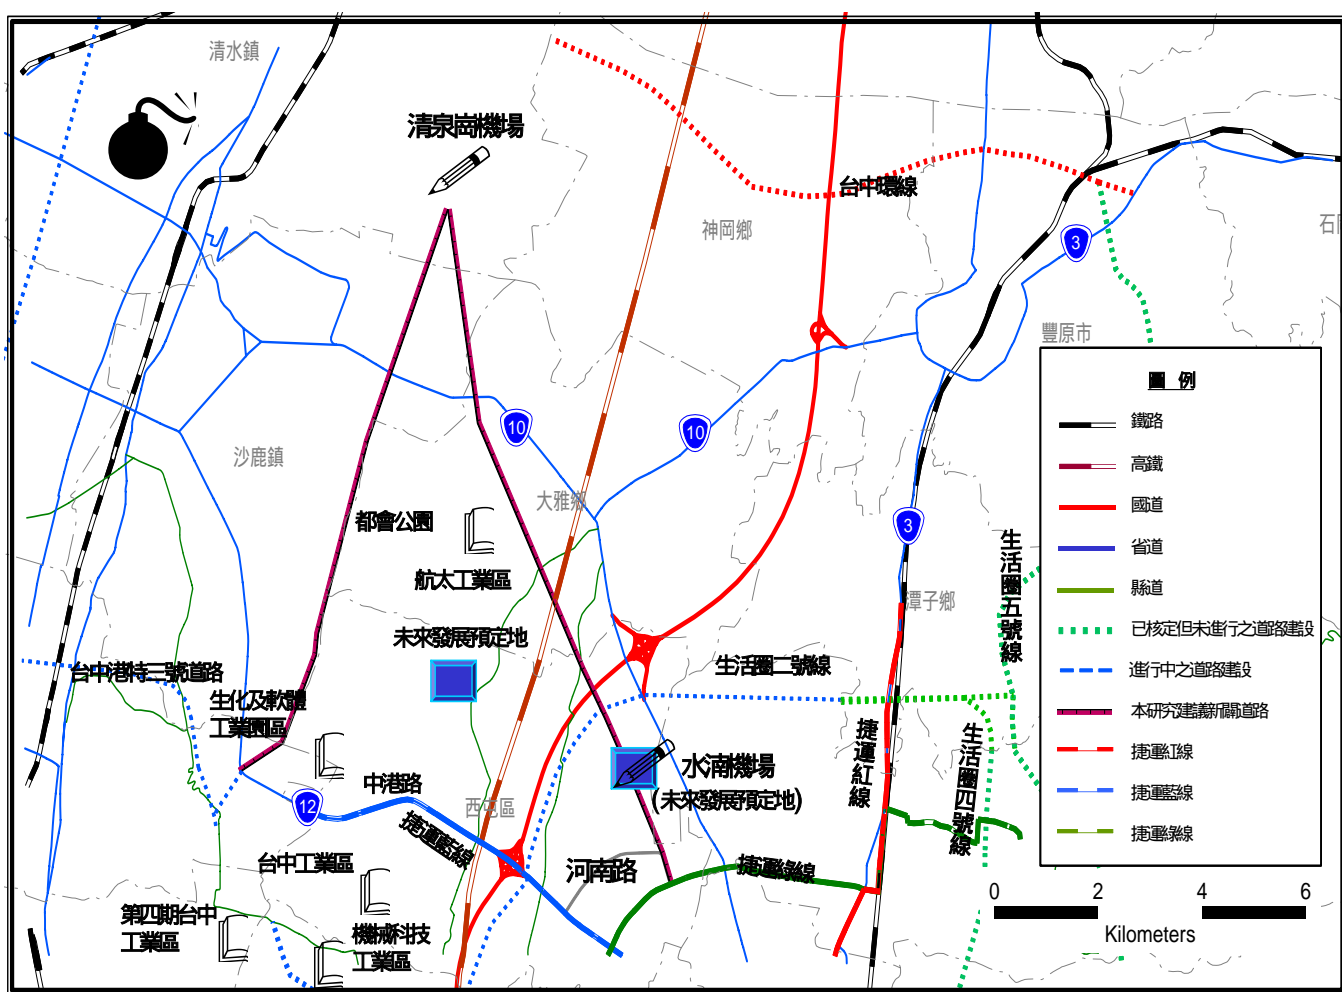 清水鎮
清泉崗機場
台中環線
神岡鄉
3
豐原市
10
10
沙鹿鎮
大雅鄉
都會公園
航太工業區
3
潭子鄉
生活圈五號線
未來發展預定地
台中港特三號道路
生活圈二號線
生化及軟體
工業園區
捷運紅線
生活圈四號線
水湳機場
(未來發展預定地)
中港路
12
西屯區
捷運藍線
台中工業區
河南路
捷運綠線
第四期台中
工業區
機械科技
工業區
圖 例
鐵路
高鐵
國道
省道
縣道
已核定但未進行之道路建設
進行中之道路建設
本研究建議新闢道路
捷運紅線
捷運藍線
捷運綠線
0 2 4 6
Kilometers